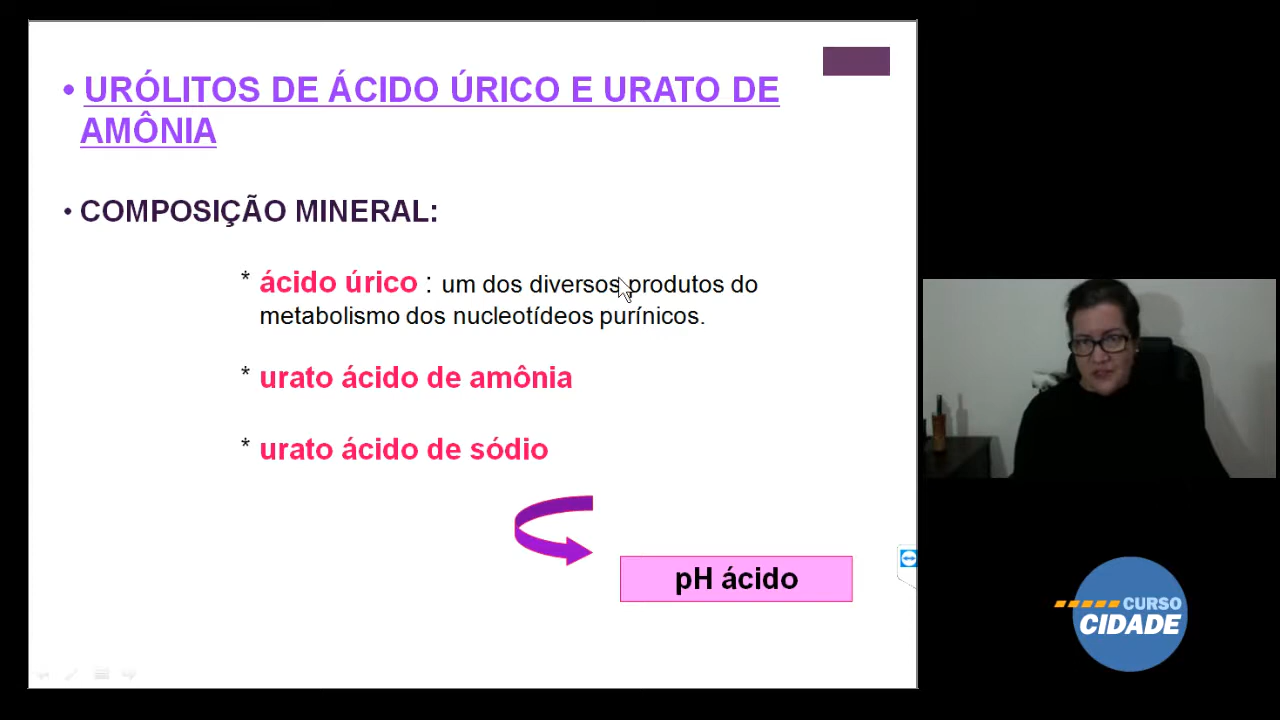 • URÓLITOS DE ÁCIDO ÚRICO E URATO DE
AMÔNIA
• COMPOSIÇÃO MINERAL:
* ácido úrico : um dos diversos produtos do
metabolismo dos nucleotídeos purínicos.
* urato ácido de amônia
* urato ácido de sódio
pH ácido
CURSO
CIDADE